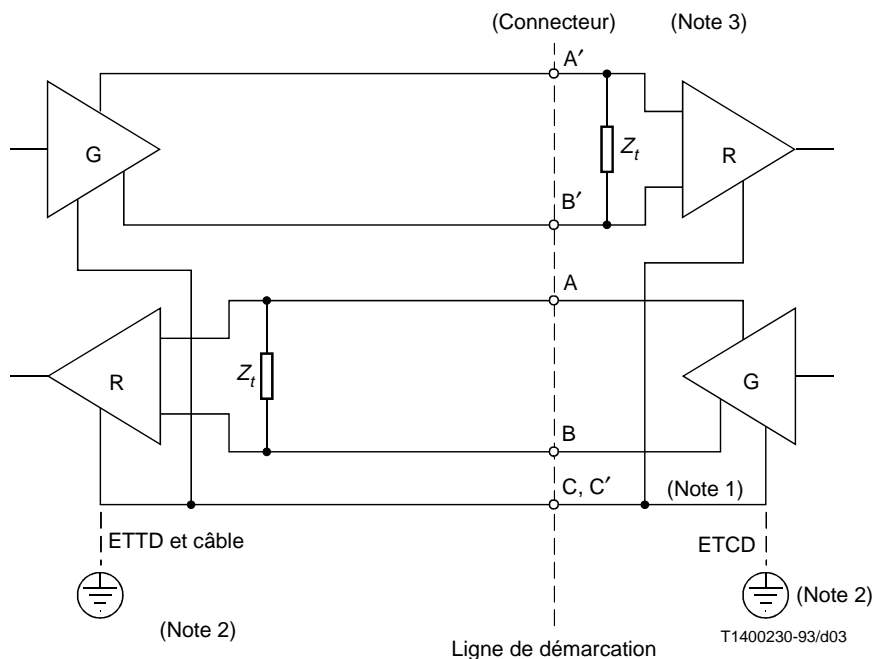 (Connecteur) (Note 3)
A′
G
Zt
R
B′
A
R
Zt
G
B
C, C′
(Note 1)
ETTD et câble
ETCD
(Note 2)
(Note 2)
T1400230-93/d03
Ligne de démarcation